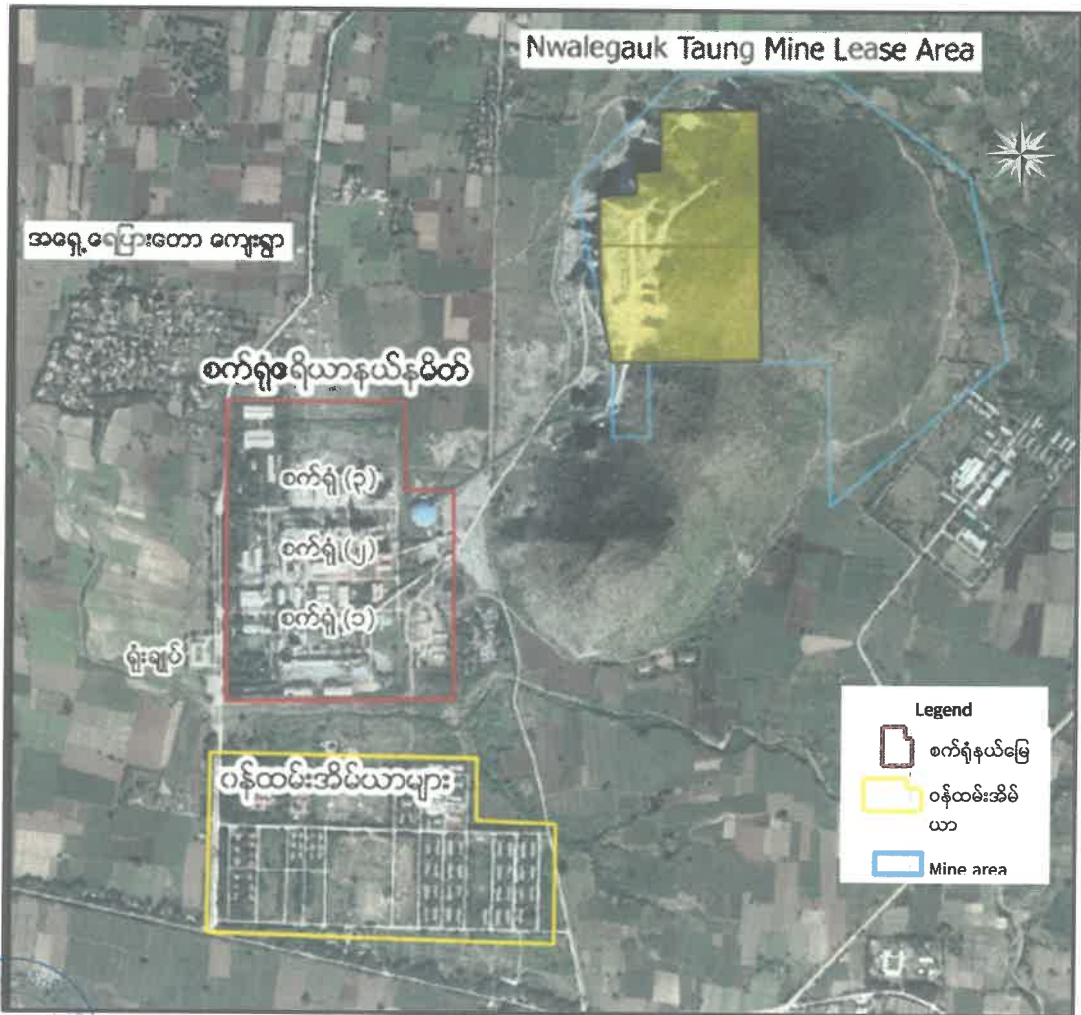 Nwalegauk Taung Mine Lease Area
အရှေ့ရေပြားတော ကျေးရွာ
စက်ရုံဧရိယာနယ်နမိတ်
စက်ရုံ(၃)
စက်ရုံ(၂)
စက်ရုံ(၁)
ရုံးချုပ်
ဝန်ထမ်းအိမ်ယာများ
Legend
စက်ရုံနယ်မြေ
ဝန်ထမ်းအိမ်
ယာ
Mine area